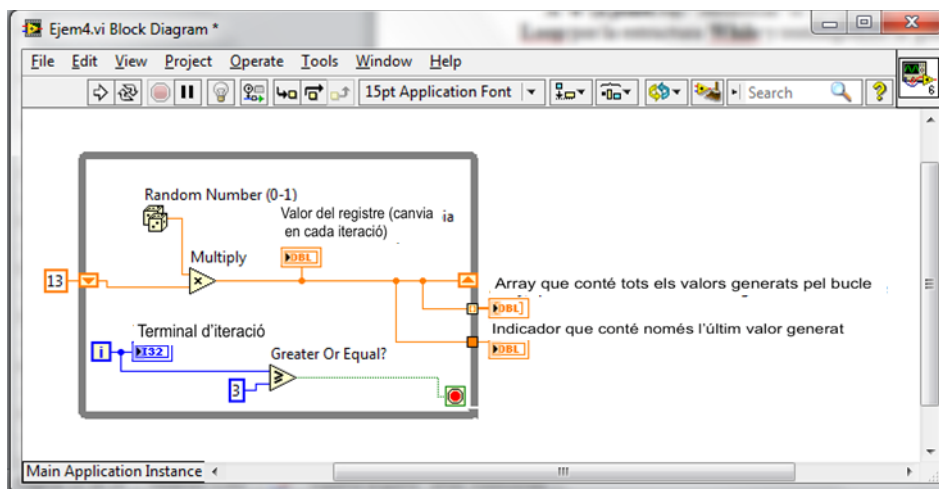 Ejem4.vi Block Diagram *
File Edit View Project Operate Tools Window Help
15pt Application Font
Search
6
Random Number (0-1)
Valor del registre (canvia ia
en cada iteració)
DBL
Multiply
x
13
Array que conté tots els valors generats pel bucle
[DBL]
Indicador que conté només l'últim valor generat
DBL
Terminal d'iteració
i
I32
Greater Or Equal?
≥
3
Main Application Instance